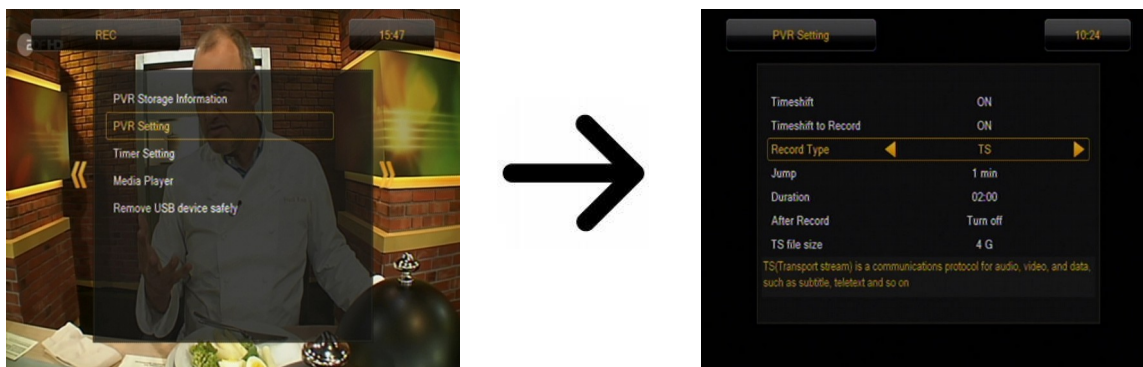 REC
15:47
PVR Storage Information
PVR Setting
Timer Setting
Media Player
Remove USB device safely
PVR Setting
10:24
Timeshift ON
Timeshift to Record ON
Record Type TS
Jump 1 min
Duration 02:00
After Record Turn off
TS file size 4 G
TS(Transport stream) is a communications protocol for audio, video, and data,
such as subtitle, teletext and so on